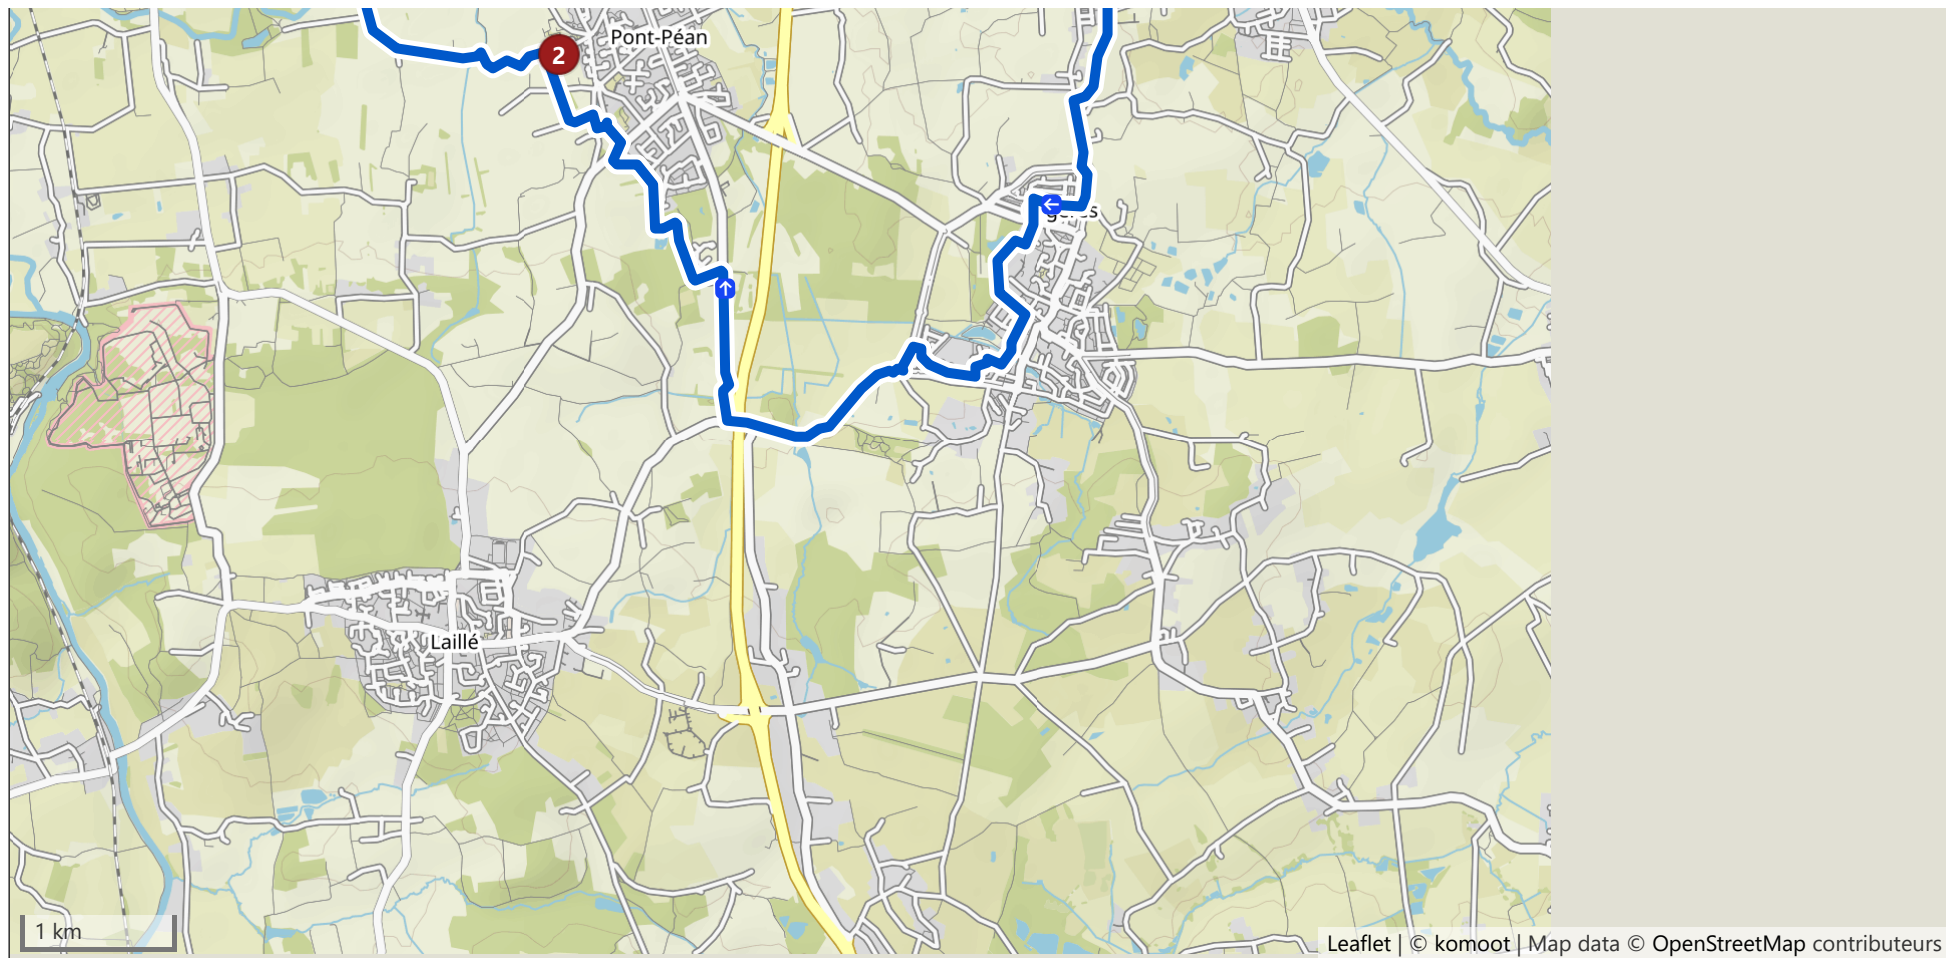 Pont-Péan
2
Laillé
1 km
Leaflet | © komoot | Map data © OpenStreetMap contributeurs